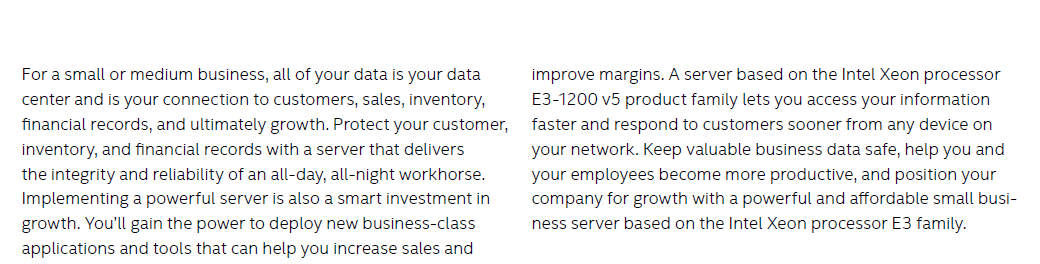 For a small or medium business, all of your data is your data
center and is your connection to customers, sales, inventory,
financial records, and ultimately growth. Protect your customer,
inventory, and financial records with a server that delivers
the integrity and reliability of an all-day, all-night workhorse.
Implementing a powerful server is also a smart investment in
growth. You'll gain the power to deploy new business-class
applications and tools that can help you increase sales and
improve margins. A server based on the Intel Xeon processor
E3-1200 v5 product family lets you access your information
faster and respond to customers sooner from any device on
your network. Keep valuable business data safe, help you and
your employees become more productive, and position your
company for growth with a powerful and affordable small busi-
ness server based on the Intel Xeon processor E3 family.